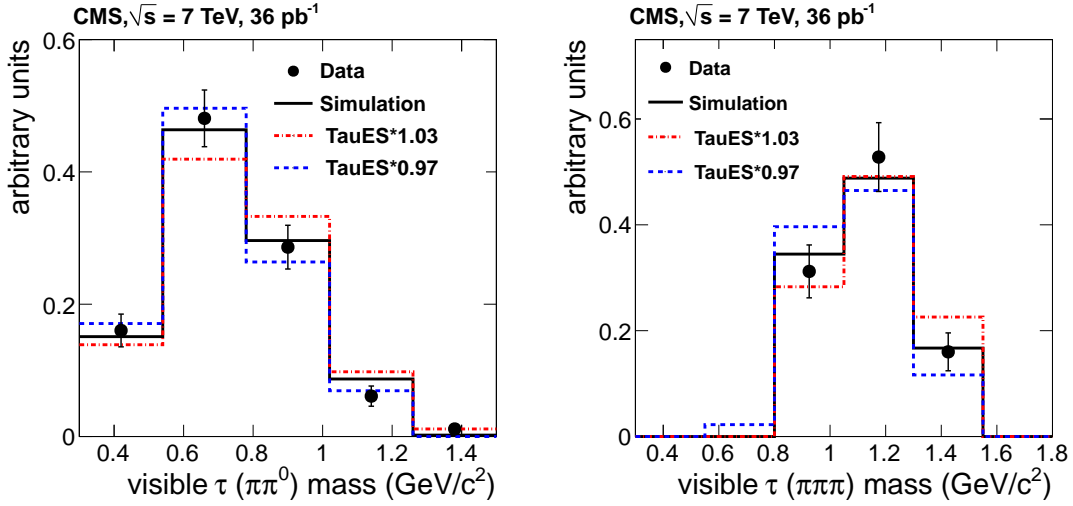 CMS, √s = 7 TeV, 36 pb⁻¹
arbitrary units
0.6
0.4
0.2
0
Data
Simulation
TauES*1.03
TauES*0.97
0.4 0.6 0.8 1 1.2 1.4
visible τ (ππ⁰) mass (GeV/c²)
CMS, √s = 7 TeV, 36 pb⁻¹
arbitrary units
0.6
0.4
0.2
0
Data
Simulation
TauES*1.03
TauES*0.97
0.4 0.6 0.8 1 1.2 1.4 1.6 1.8
visible τ (πππ) mass (GeV/c²)